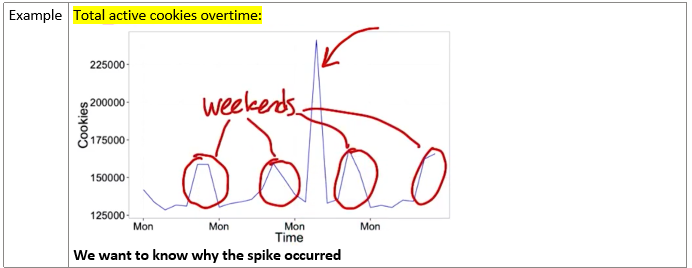 Example
Total active cookies overtime:
225000
200000
weekends
175000
Cookies
150000
125000
Mon Mon Mon Mon
Time
We want to know why the spike occurred